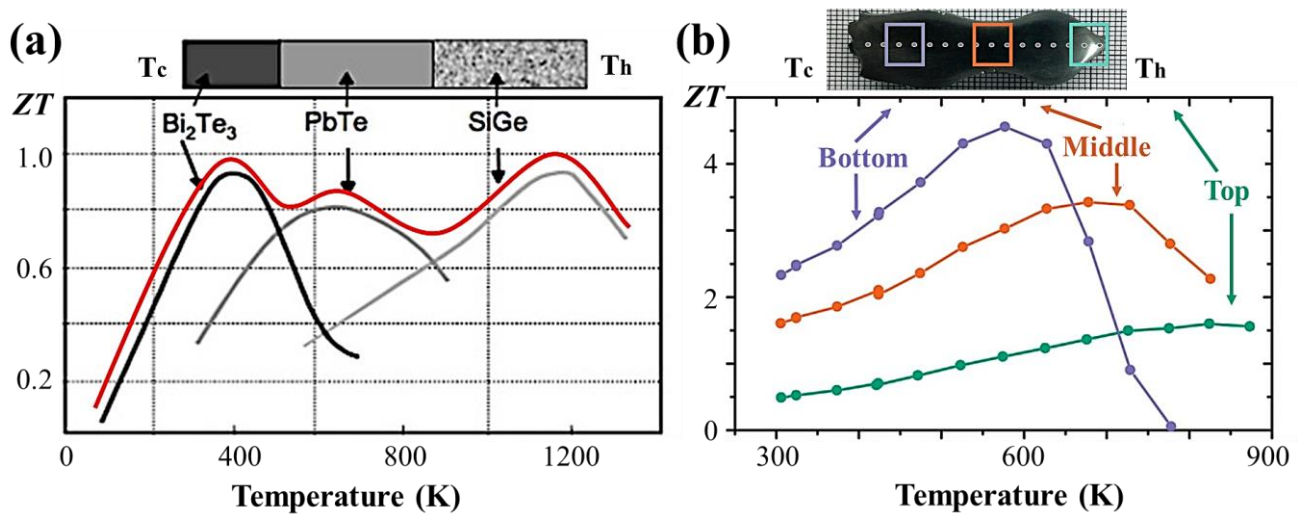 (a)
Tc
Th
ZT
Bi2Te3
PbTe
SiGe
1.0
0.6
0.2
0
400
800
1200
Temperature (K)
(b)
Tc
Th
ZT
Bottom
Middle
Top
4
2
0
300
600
900
Temperature (K)